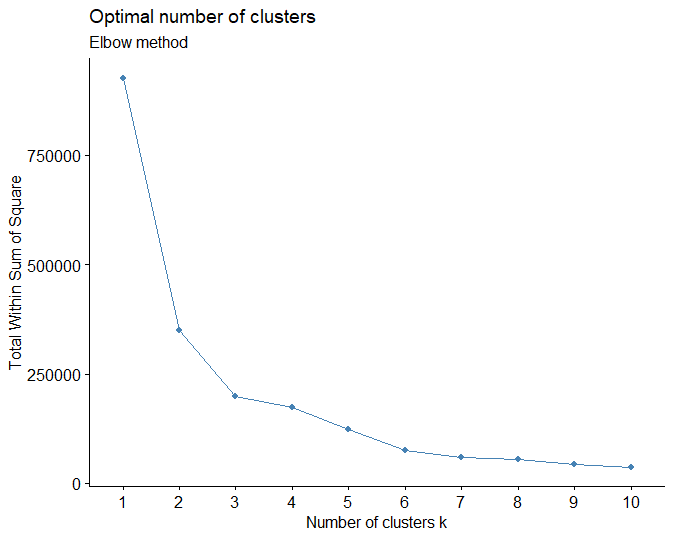 Optimal number of clusters
Elbow method
Total Within Sum of Square
750000
500000
250000
0
1 2 3 4 5 6 7 8 9 10
Number of clusters k